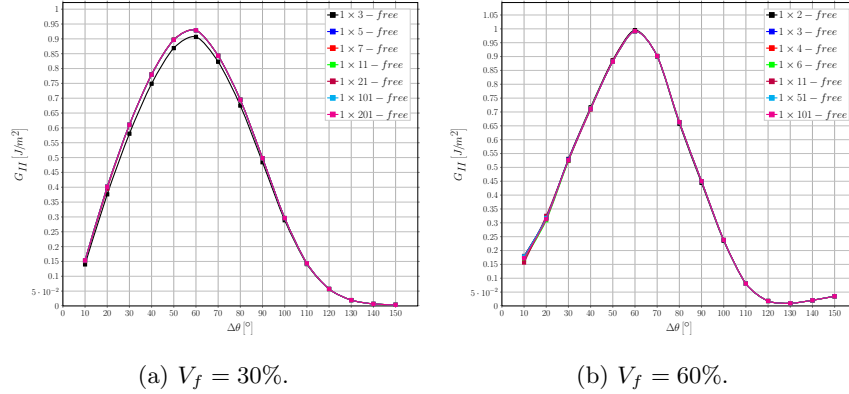 1
0.95
0.9
0.85
0.8
0.75
0.7
0.65
0.6
0.55
0.5
0.45
0.4
0.35
0.3
0.25
0.2
0.15
0.1
5 · 10⁻²
0
G_{II} [J/m²]
0 10 20 30 40 50 60 70 80 90 100 110 120 130 140 150
Δθ [°]
1 × 3 − free
1 × 5 − free
1 × 7 − free
1 × 11 − free
1 × 21 − free
1 × 101 − free
1 × 201 − free
(a) V_f = 30%.
1.05
1
0.95
0.9
0.85
0.8
0.75
0.7
0.65
0.6
0.55
0.5
0.45
0.4
0.35
0.3
0.25
0.2
0.15
0.1
5 · 10⁻²
0
G_{II} [J/m²]
0 10 20 30 40 50 60 70 80 90 100 110 120 130 140 150
Δθ [°]
1 × 2 − free
1 × 3 − free
1 × 4 − free
1 × 6 − free
1 × 11 − free
1 × 51 − free
1 × 101 − free
(b) V_f = 60%.